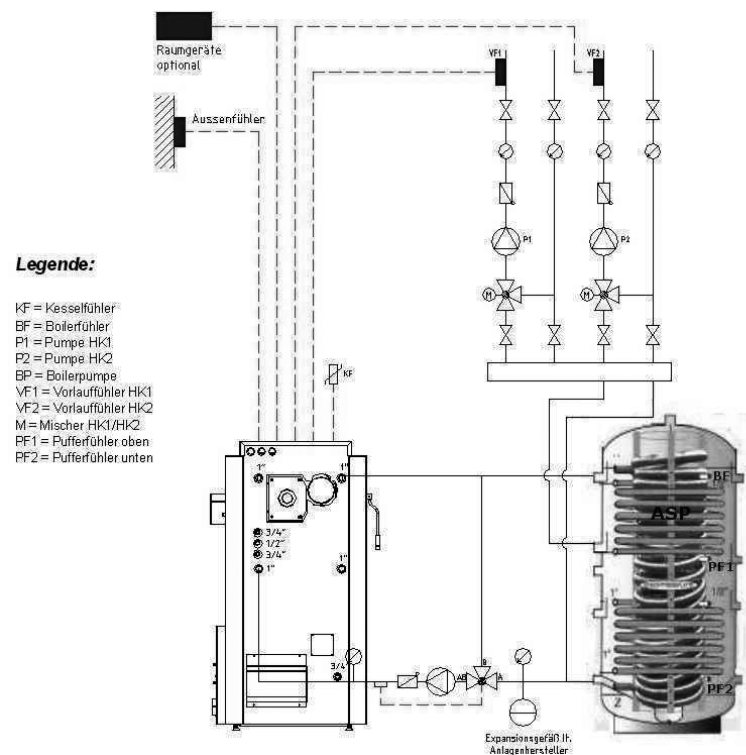 Raumgeräte
optional
Aussenfühler
VF1
VF2
P1
P2
M
M
Legende:
KF = Kesselfühler
BF = Boilerfühler
P1 = Pumpe HK1
P2 = Pumpe HK2
BP = Boilerpumpe
VF1 = Vorlauffühler HK1
VF2 = Vorlauffühler HK2
M = Mischer HK1/HK2
PF1 = Pufferfühler oben
PF2 = Pufferfühler unten
KF
1"
1"
3/4"
1/2"
3/4"
1"
1"
3/4
B
AB
A
BF
ASP
PF1
1"
1/2"
1"
PF2
Z
Expansionsgefäß lt.
Anlagenhersteller